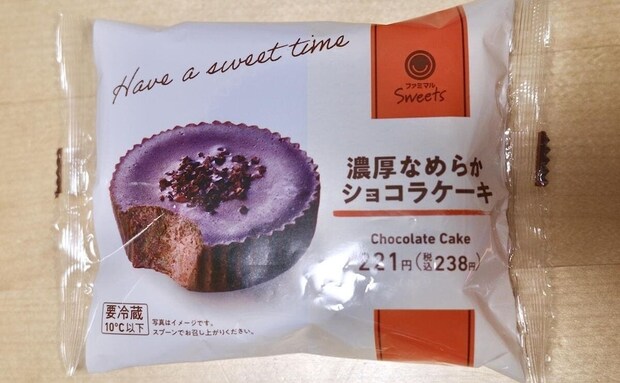 Have a sweet time
ファミマル
Sweets
濃厚なめらか
ショコラケーキ
Chocolate Cake
221円(税込238円)
要冷蔵
10℃以下
写真はイメージです。
スプーンでお召し上がりください。